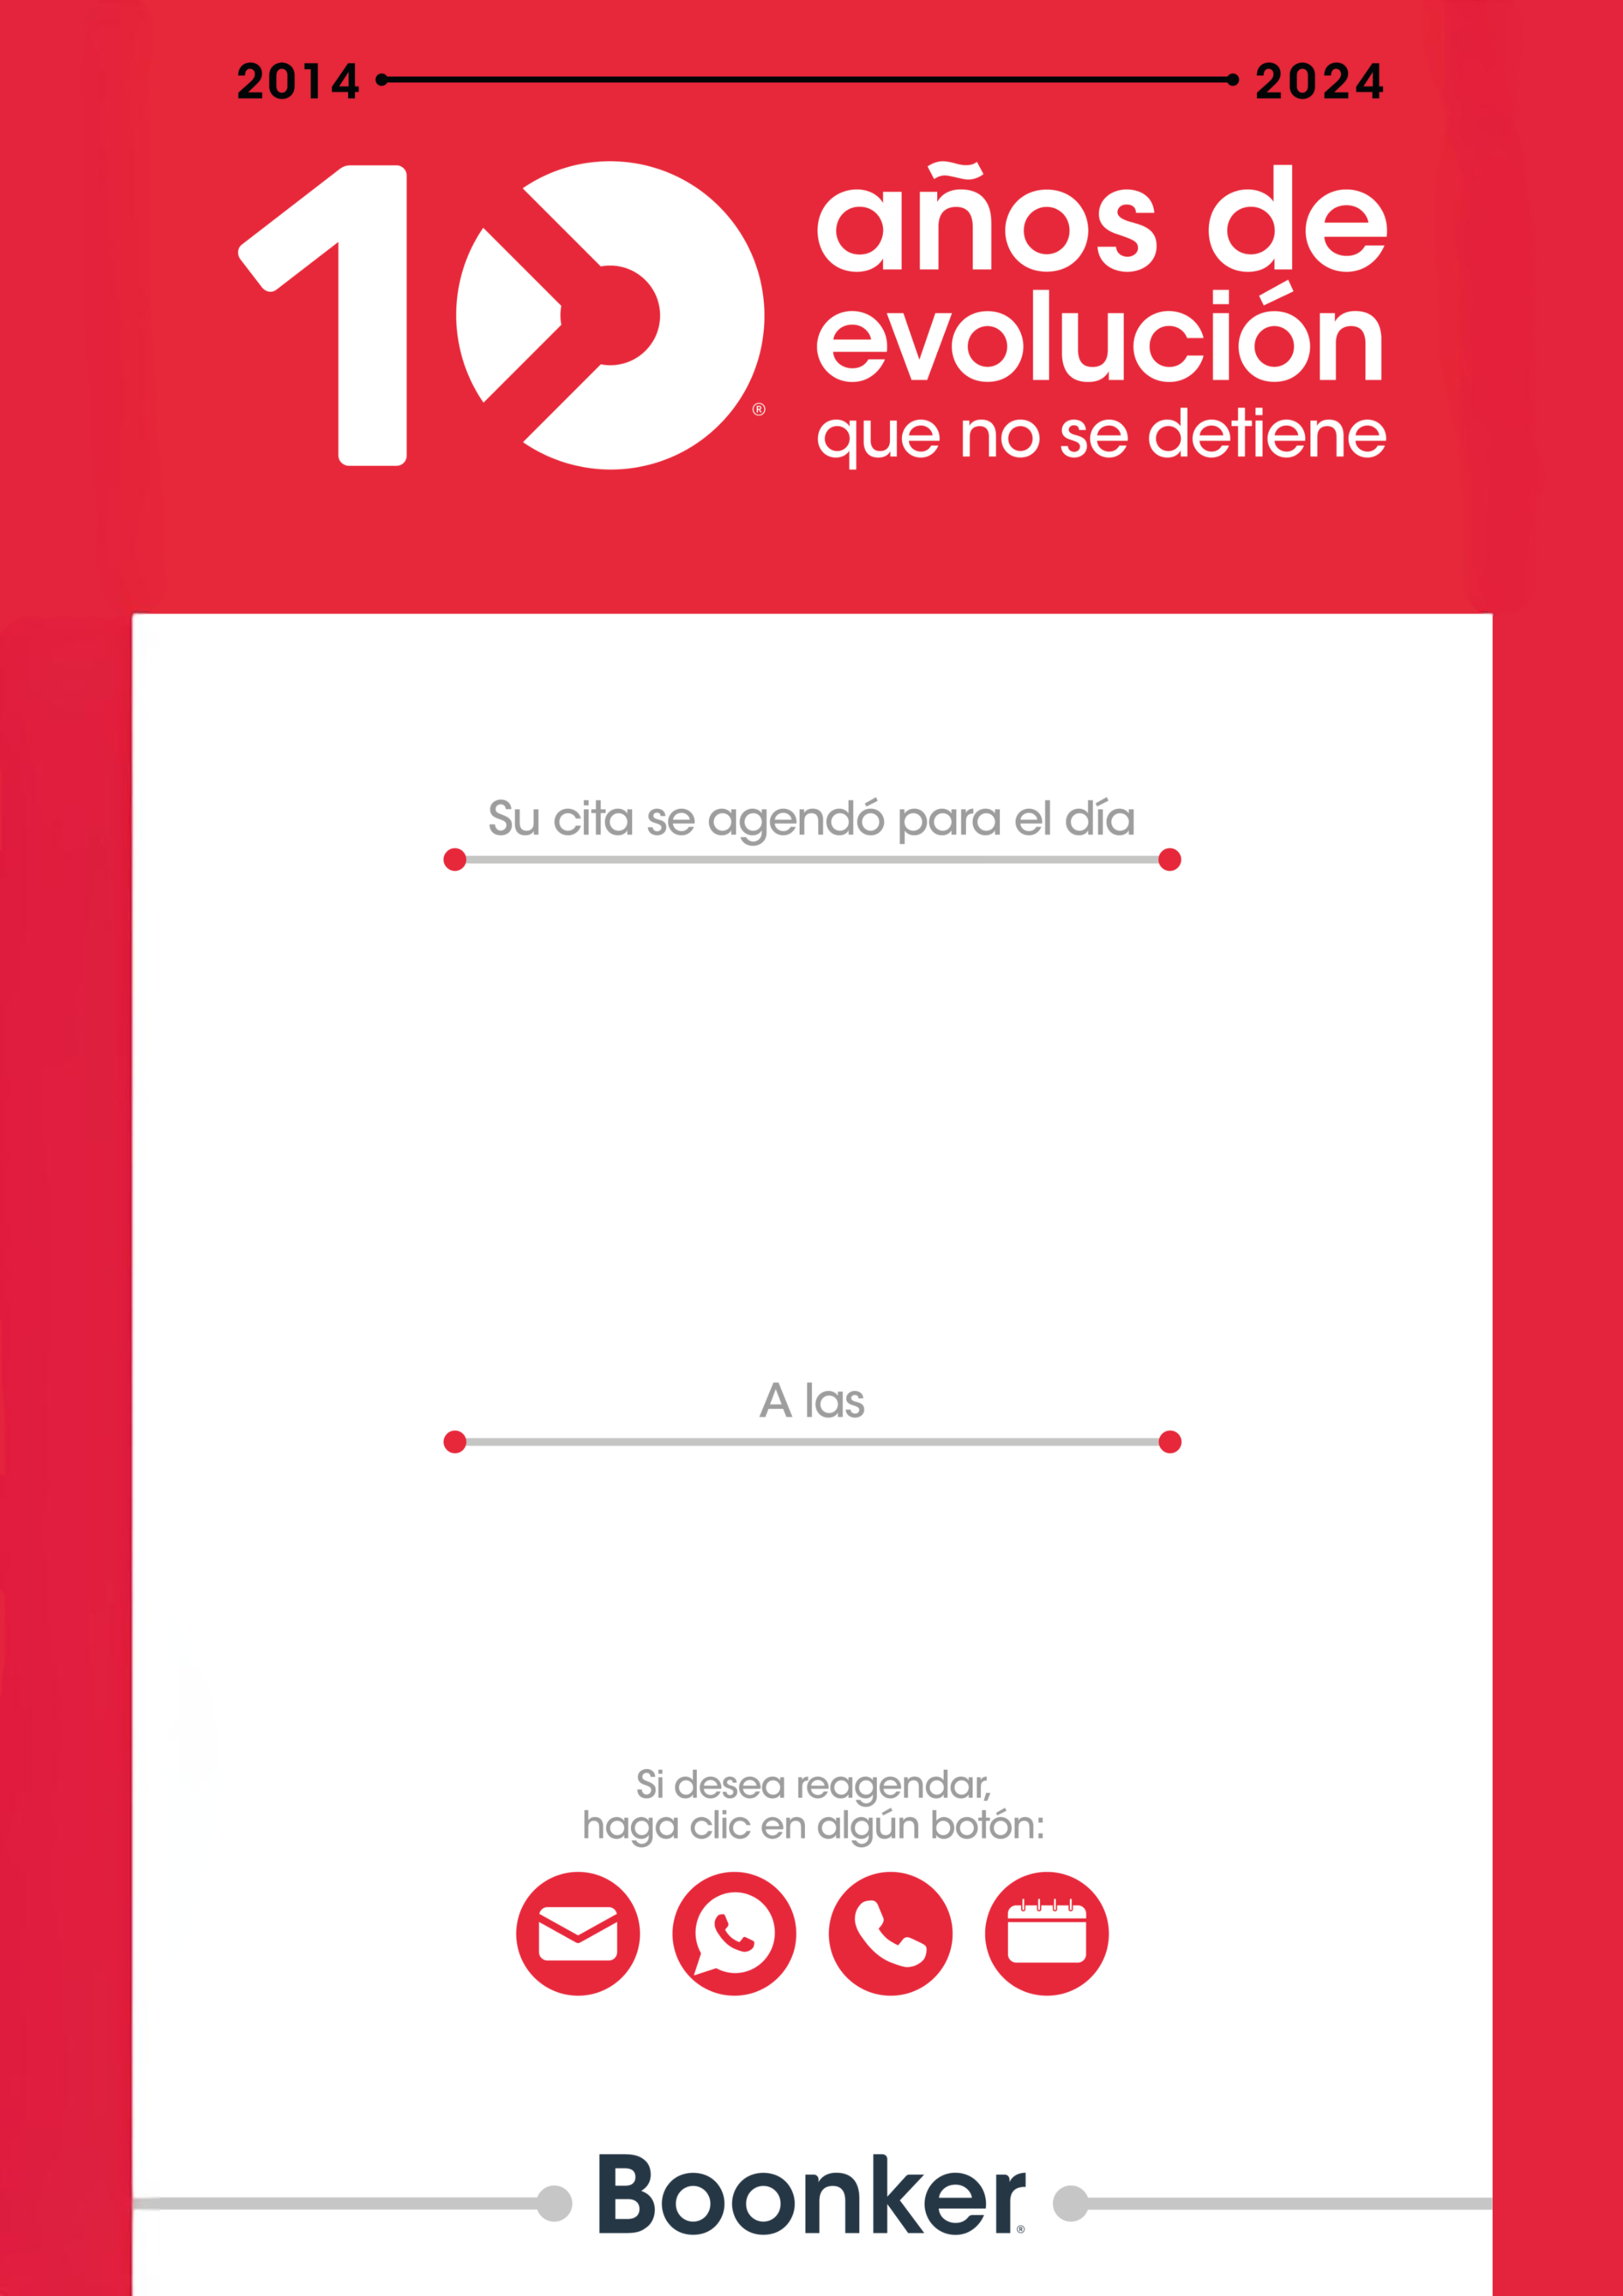 2014 2024
10 años de
evolución
que no se detiene
®
Su cita se agendó para el día
A las
Si desea reagendar,
haga clic en algún botón:
Boonker®